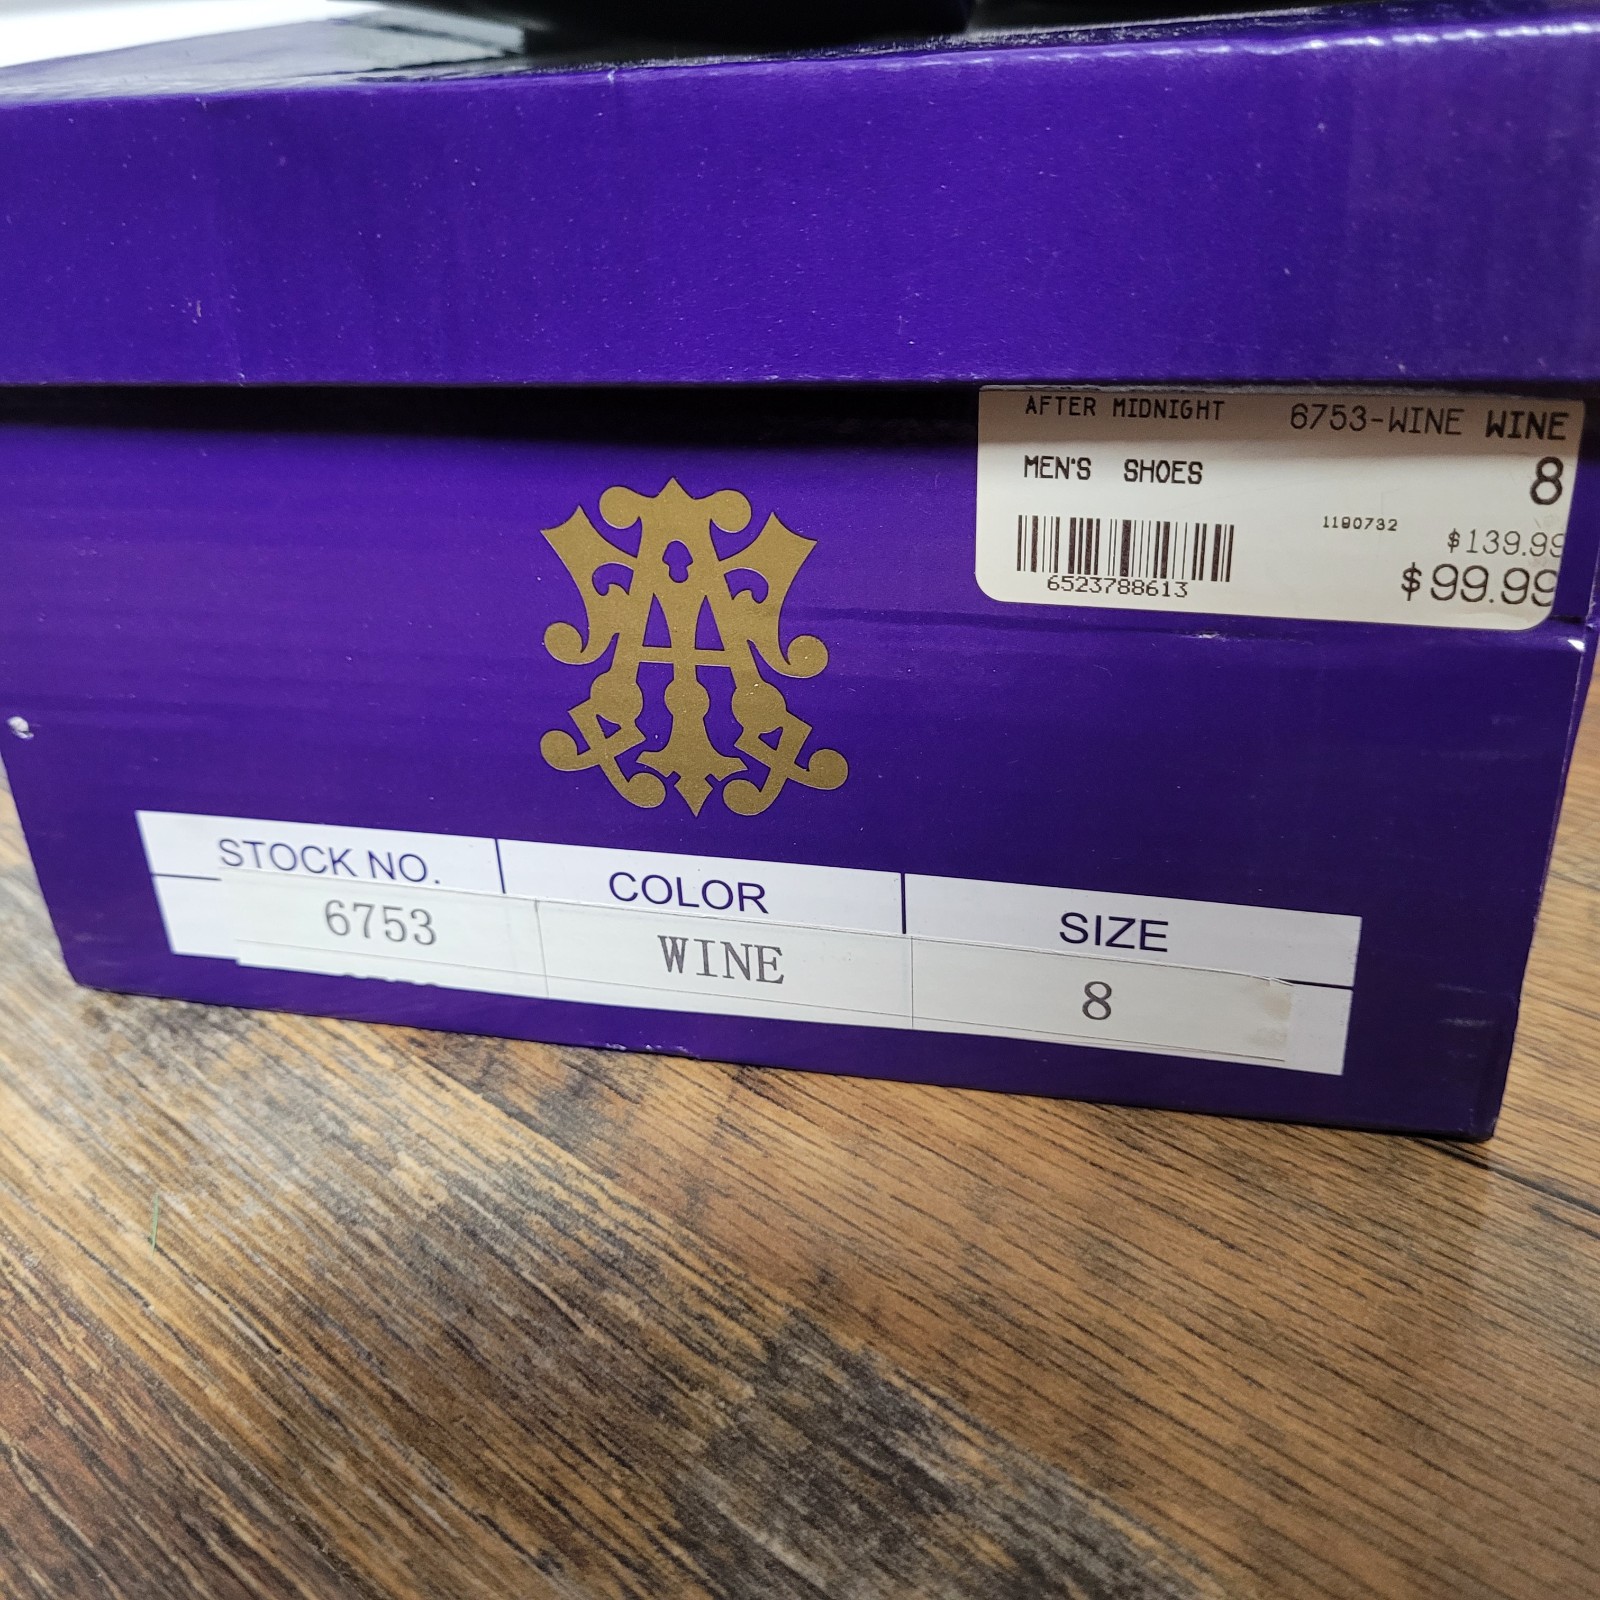 AFTER MIDNIGHT 6753-WINE WINE
MEN'S SHOES 8
1190732 $139.99
6523788613 $99.99
STOCK NO. COLOR SIZE
6753 WINE 8